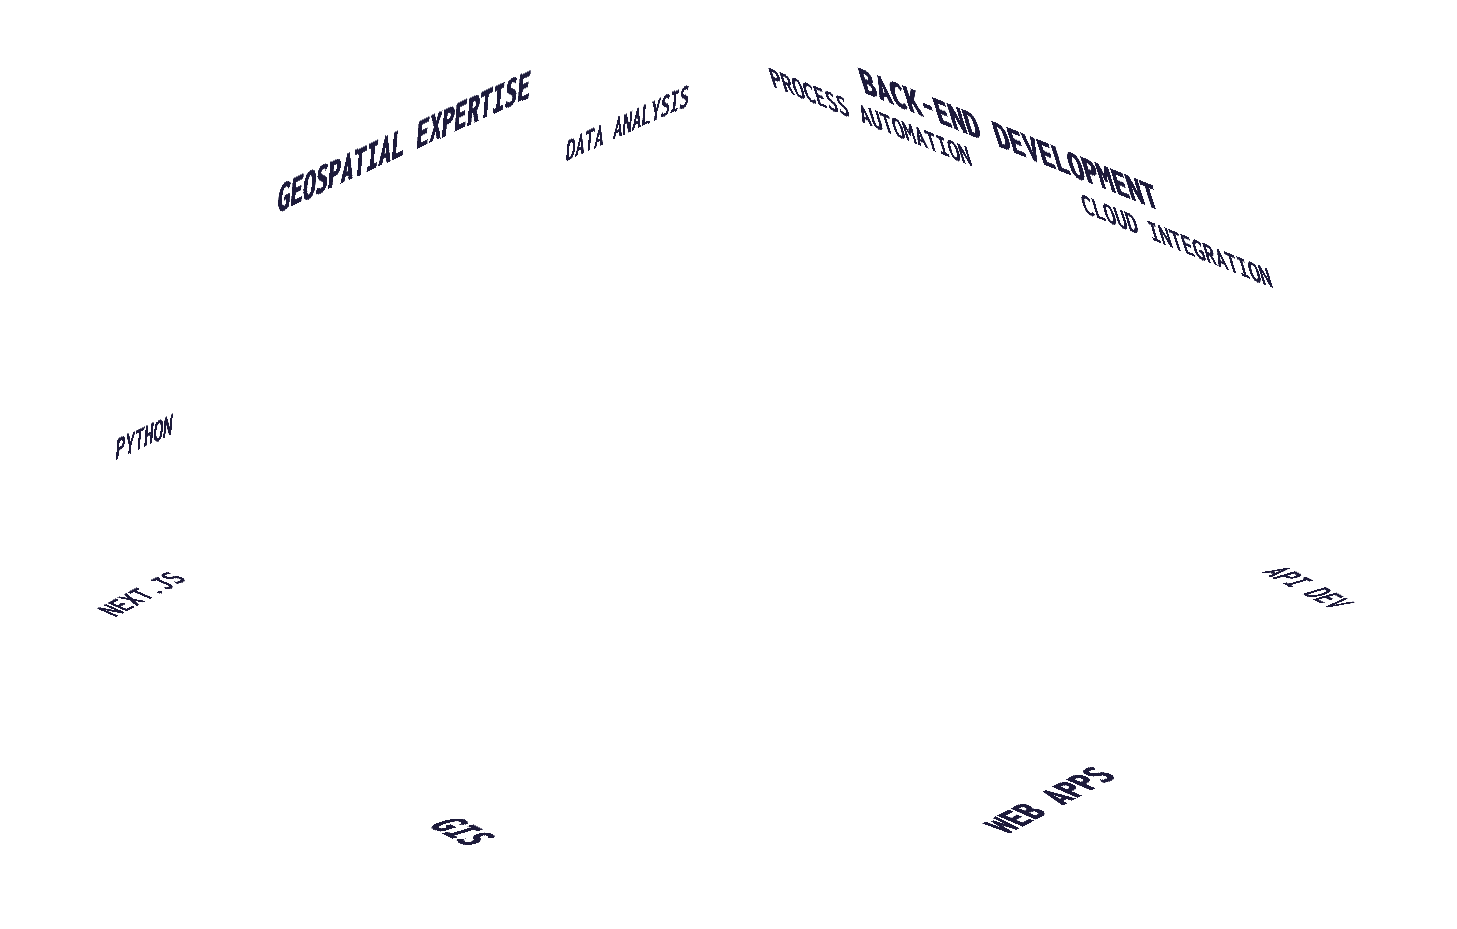 GEOSPATIAL EXPERTISE
DATA ANALYSIS
PROCESS AUTOMATION
BACK-END DEVELOPMENT
CLOUD INTEGRATION
PYTHON
NEXT.JS
API DEV
GIS
WEB APPS